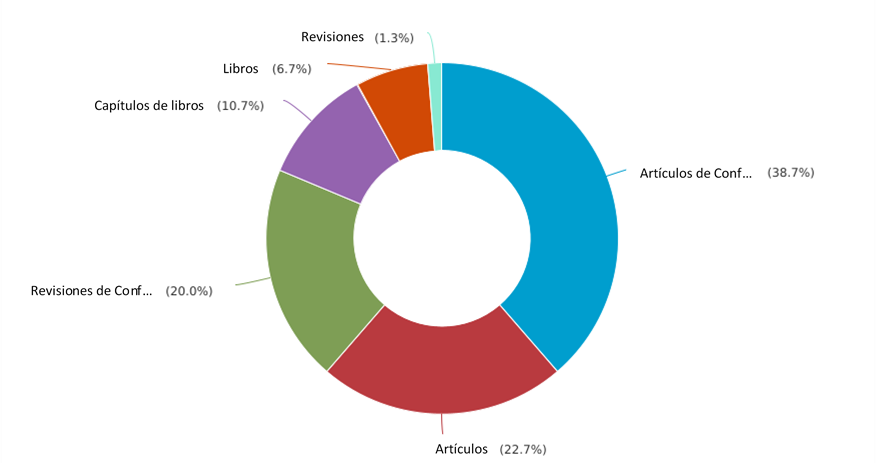 Revisiones (1.3%)
Libros (6.7%)
Capítulos de libros (10.7%)
Artículos de Conf... (38.7%)
Revisiones de Conf... (20.0%)
Artículos (22.7%)